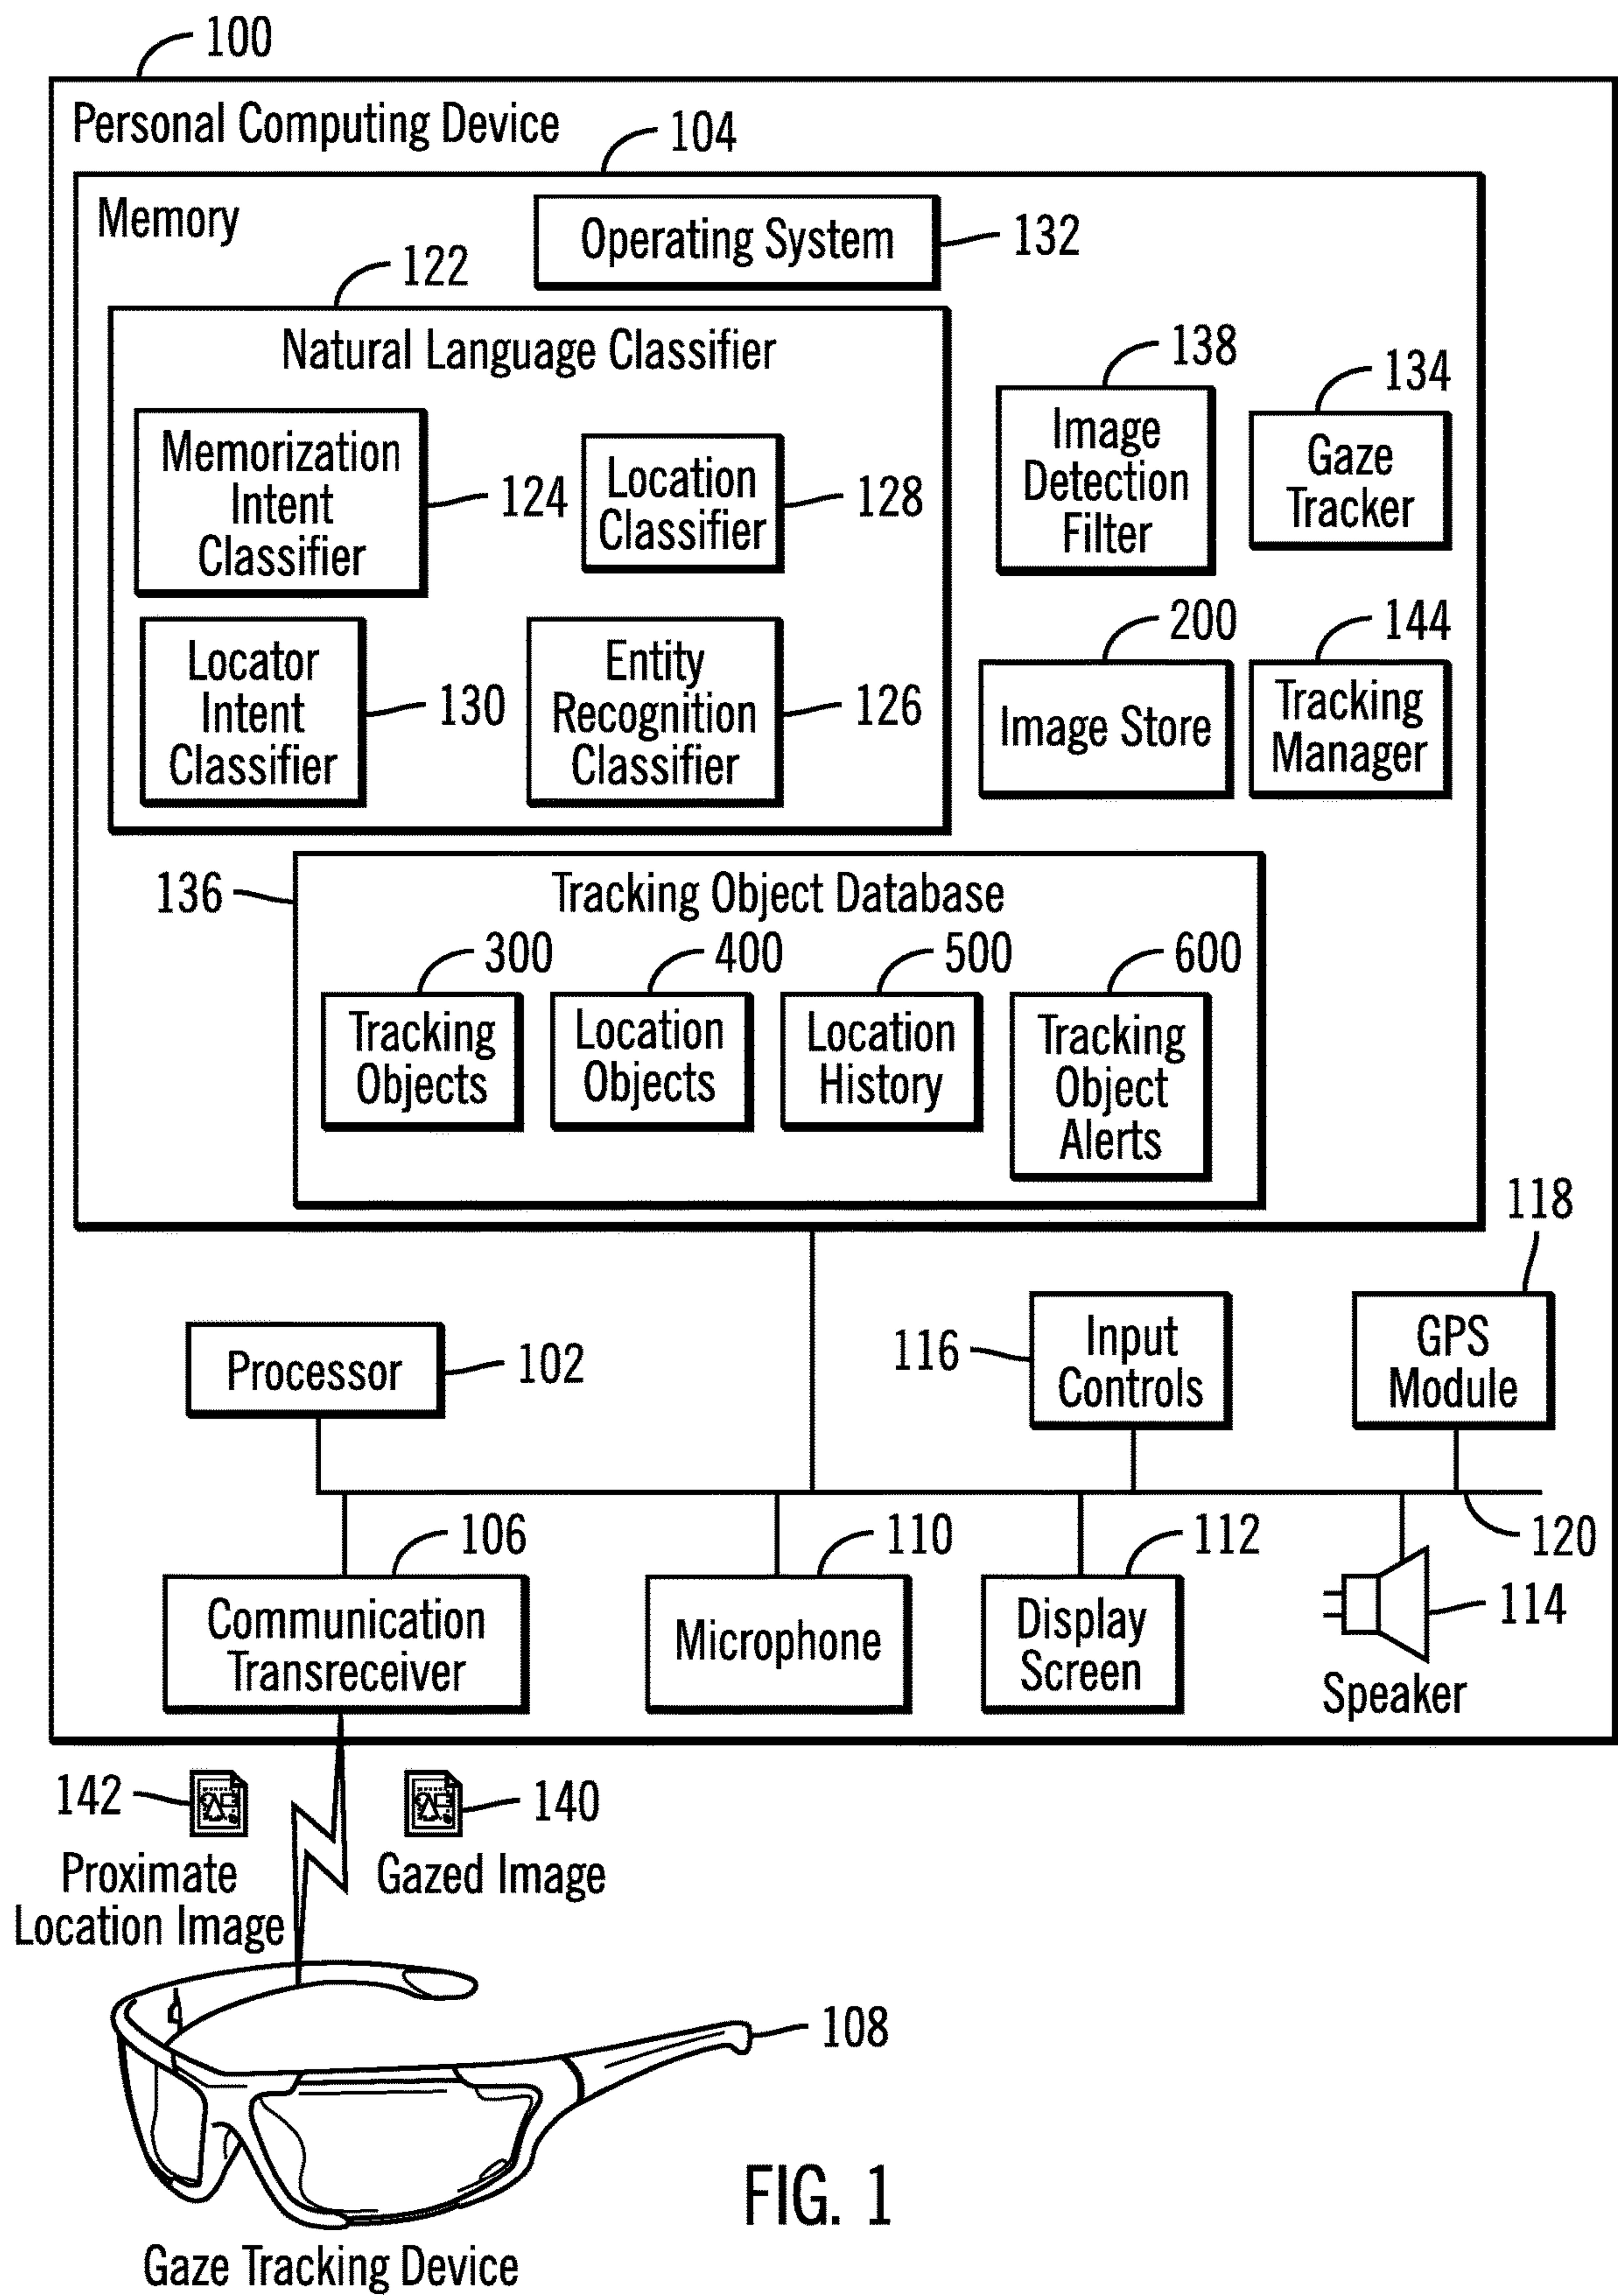 100
Personal Computing Device
104
Memory
Operating System
132
122
Natural Language Classifier
Memorization
Intent
Classifier
124
Location
Classifier
128
Locator
Intent
Classifier
130
Entity
Recognition
Classifier
126
138
Image
Detection
Filter
134
Gaze
Tracker
200
Image Store
144
Tracking
Manager
136
Tracking Object Database
300
Tracking
Objects
400
Location
Objects
500
Location
History
600
Tracking
Object
Alerts
Processor
102
116
Input
Controls
118
GPS
Module
120
106
Communication
Transreceiver
110
Microphone
112
Display
Screen
114
Speaker
142
Proximate
Location Image
140
Gazed Image
108
Gaze Tracking Device
FIG. 1